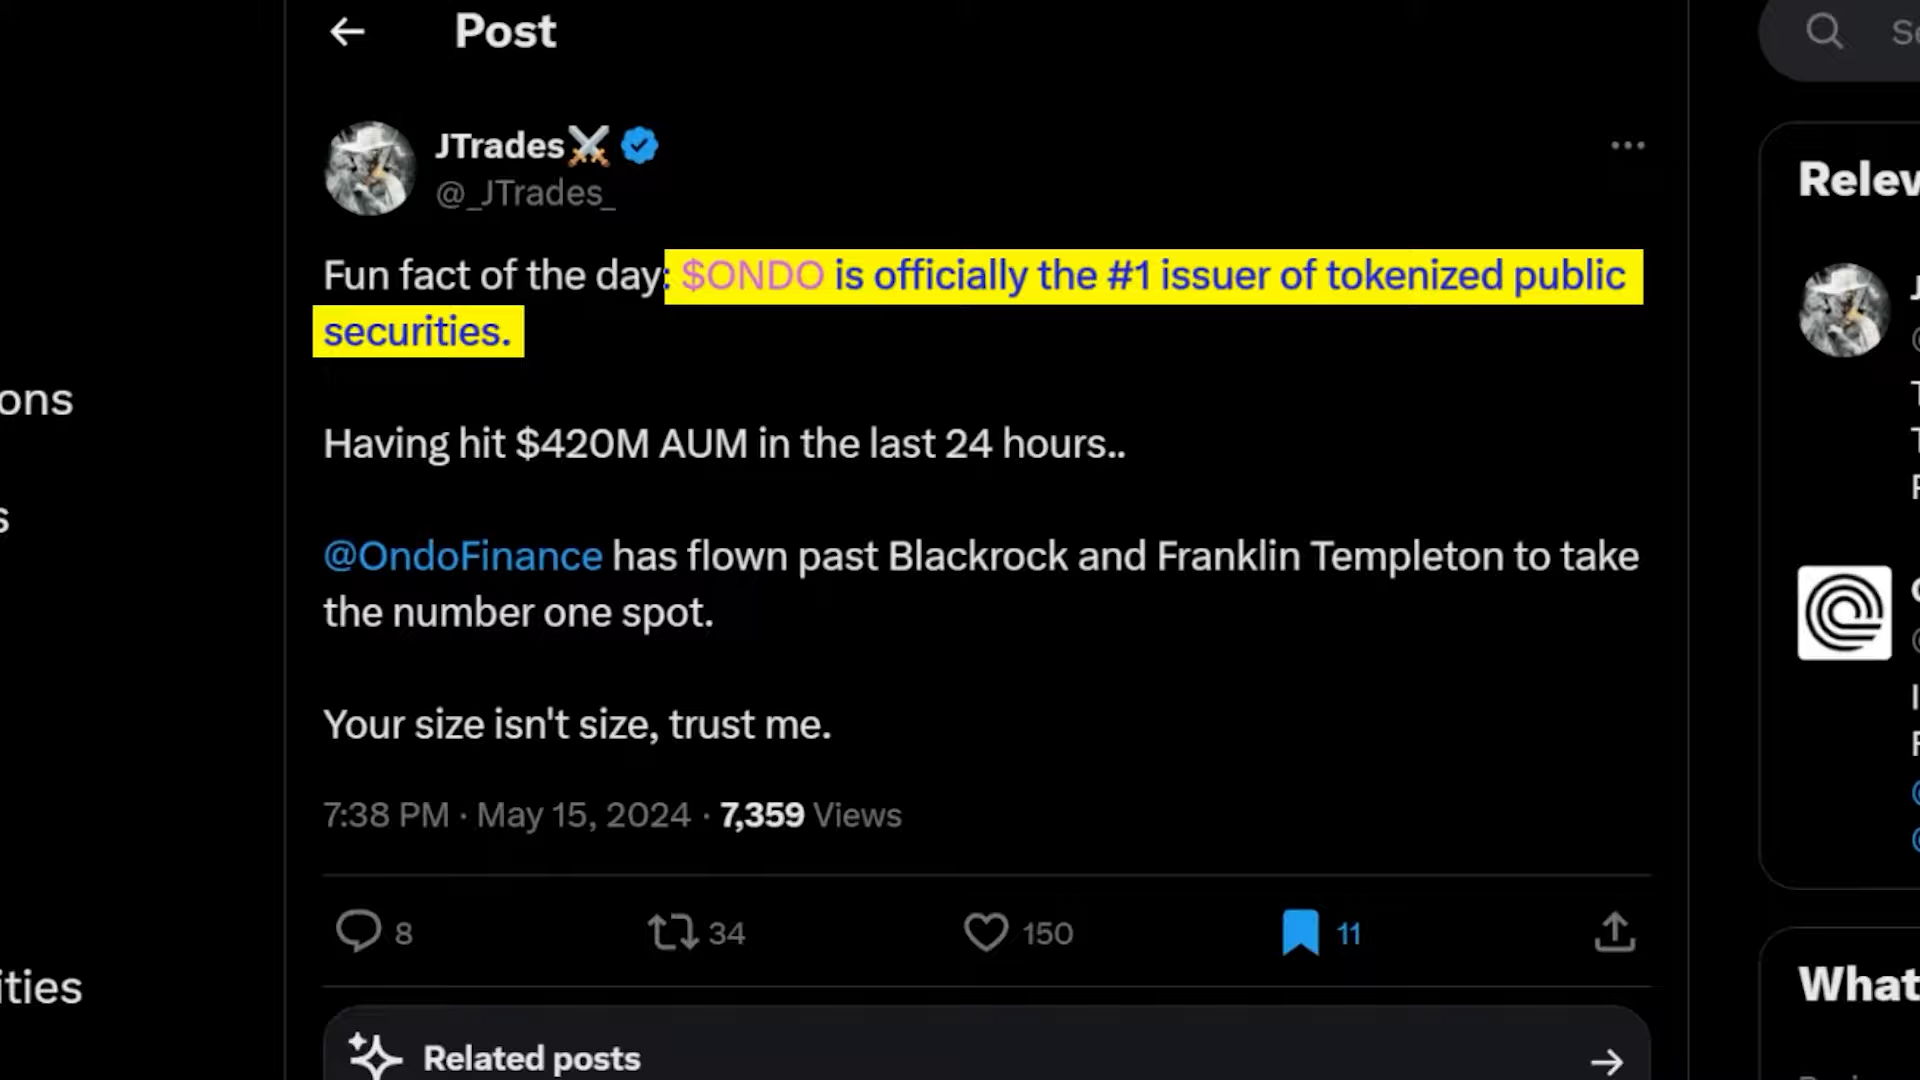 Post
JTrades
@_JTrades_
Fun fact of the day: $ONDO is officially the #1 issuer of tokenized public
securities.
Having hit $420M AUM in the last 24 hours..
@OndoFinance has flown past Blackrock and Franklin Templeton to take
the number one spot.
Your size isn't size, trust me.
7:38 PM · May 15, 2024 · 7,359 Views
8 34 150 11
Related posts
What